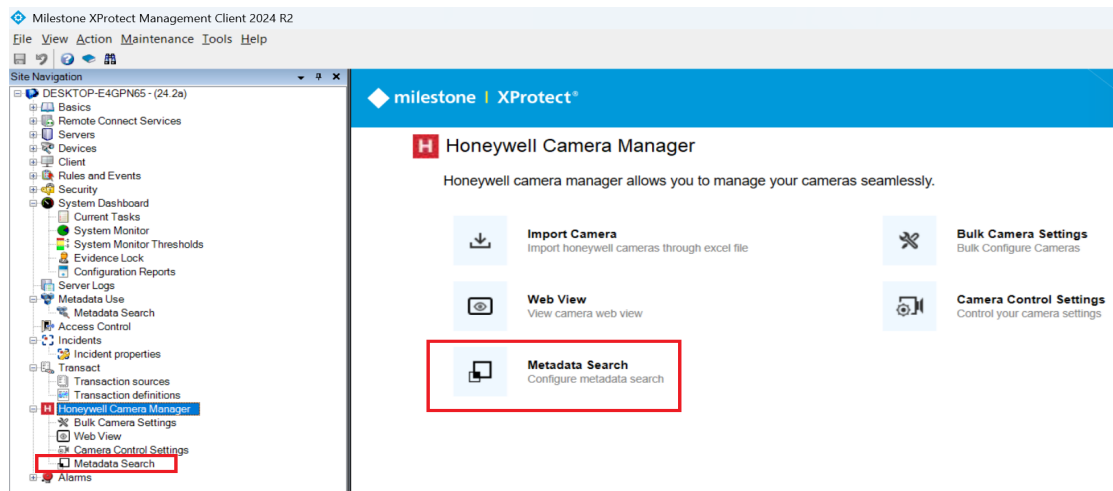 Milestone XProtect Management Client 2024 R2
File View Action Maintenance Tools Help
Site Navigation
DESKTOP-E4GPN65 - (24.2a)
Basics
Remote Connect Services
Servers
Devices
Client
Rules and Events
Security
System Dashboard
Current Tasks
System Monitor
System Monitor Thresholds
Evidence Lock
Configuration Reports
Server Logs
Metadata Use
Metadata Search
Access Control
Incidents
Incident properties
Transact
Transaction sources
Transaction definitions
Honeywell Camera Manager
Bulk Camera Settings
Web View
Camera Control Settings
Metadata Search
Alarms
milestone | XProtect®
H Honeywell Camera Manager
Honeywell camera manager allows you to manage your cameras seamlessly.
Import Camera
Import honeywell cameras through excel file
Bulk Camera Settings
Bulk Configure Cameras
Web View
View camera web view
Camera Control Settings
Control your camera settings
Metadata Search
Configure metadata search